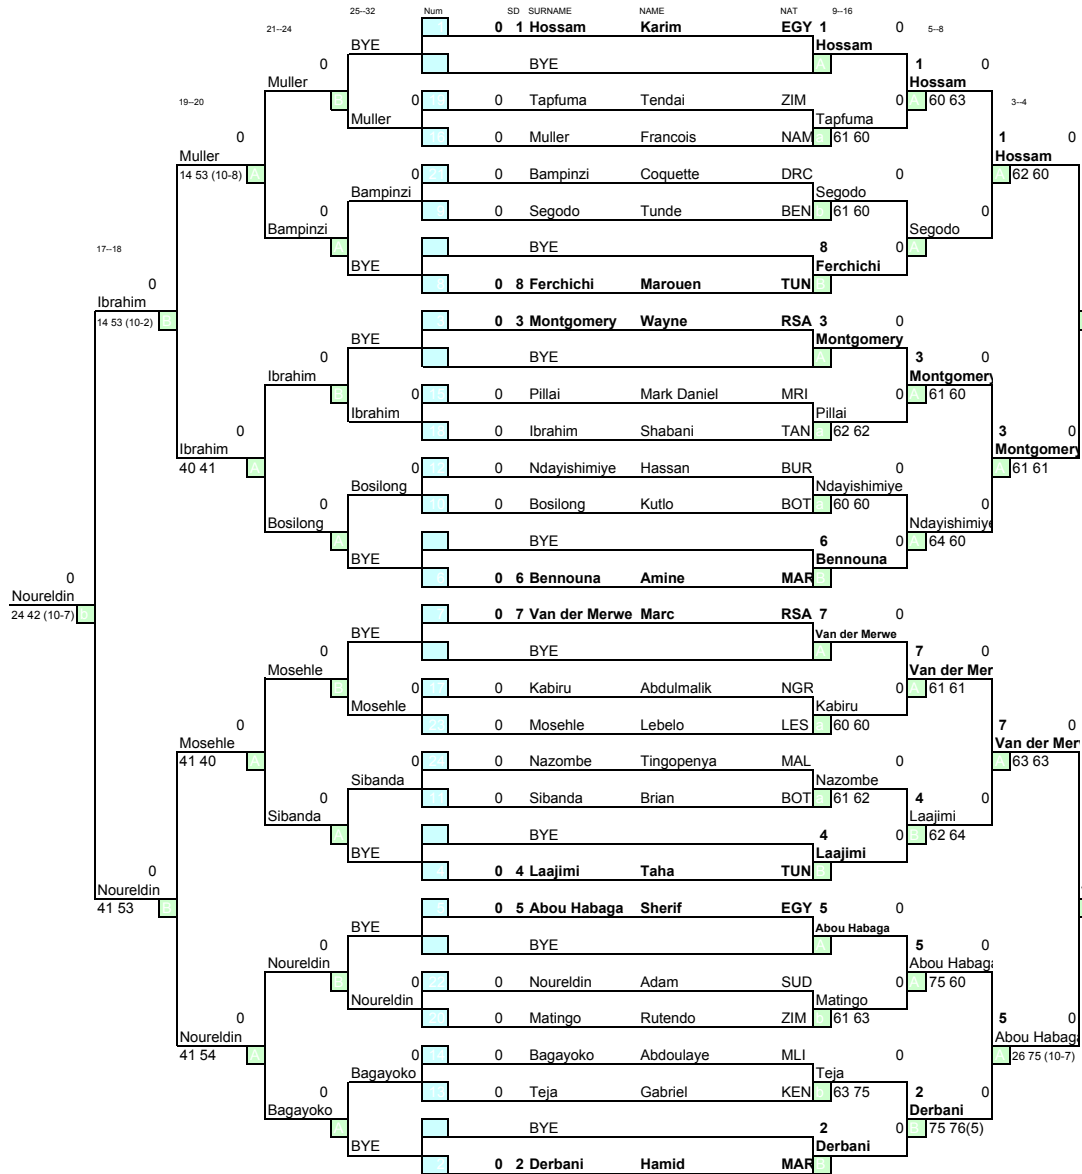 25--32 Num SD SURNAME NAME NAT 9--16
21--24 0 1 Hossam Karim EGY 1 0 5--8
BYE Hossam
0 BYE 1 0
Muller Hossam
19--20 0 0 Tapfuma Tendai ZIM 0 60 63 3--4
Muller Tapfuma
0 0 Muller Francois NAM 61 60 1 0
Muller Hossam
14 53 (10-8) 0 0 Bampinzi Coquette DRC 0 62 60
Bampinzi Segodo
0 0 Segodo Tunde BEN 61 60 0
Bampinzi Segodo
17--18 BYE 8 0
BYE Ferchichi
0 0 8 Ferchichi Marouen TUN
Ibrahim
14 53 (10-2) 0 3 Montgomery Wayne RSA 3 0
BYE Montgomery
0 BYE 3 0
Ibrahim Montgomery
0 0 Pillai Mark Daniel MRI 0 61 60
Ibrahim Pillai
0 0 Ibrahim Shabani TAN 62 62 3 0
Ibrahim Montgomery
40 41 0 0 Ndayishimiye Hassan BUR 0 61 61
Bosilong Ndayishimiye
0 0 Bosilong Kutlo BOT 60 60 0
Bosilong Ndayishimiye
BYE 6 0 64 60
BYE Bennouna
0 0 6 Bennouna Amine MAR
Noureldin
24 42 (10-7) 0 7 Van der Merwe Marc RSA 7 0
BYE Van der Merwe
0 BYE 7 0
Mosehle Van der Mer
0 0 Kabiru Abdulmalik NGR 0 61 61
Mosehle Kabiru
0 0 Mosehle Lebelo LES 60 60 7 0
Mosehle Van der Merw
41 40 0 0 Nazombe Tingopenya MAL 0 63 63
Sibanda Nazombe
0 0 Sibanda Brian BOT 61 62 4 0
Sibanda Laajimi
BYE 4 0 62 64
BYE Laajimi
0 0 4 Laajimi Taha TUN
Noureldin
41 53 0 5 Abou Habaga Sherif EGY 5 0
BYE Abou Habaga
0 BYE 5 0
Noureldin Abou Habaga
0 0 Noureldin Adam SUD 0 75 60
Noureldin Matingo
0 0 Matingo Rutendo ZIM 61 63 5 0
Noureldin Abou Habaga
41 54 0 0 Bagayoko Abdoulaye MLI 0 26 75 (10-7)
Bagayoko Teja
0 0 Teja Gabriel KEN 63 75 2 0
Bagayoko Derbani
BYE 2 0 75 76(5)
BYE Derbani
0 2 Derbani Hamid MAR